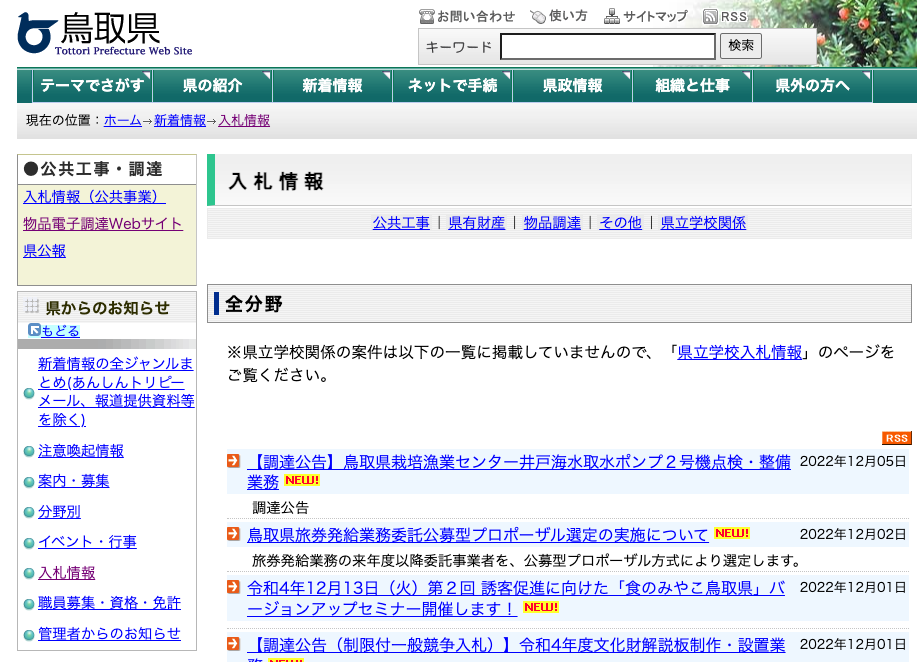 鳥取県
Tottori Prefecture Web Site
お問い合わせ 使い方 サイトマップ RSS
キーワード 検索
テーマでさがす 県の紹介 新着情報 ネットで手続 県政情報 組織と仕事 県外の方へ
現在の位置：ホーム→新着情報→入札情報
●公共工事・調達
入札情報（公共事業）
物品電子調達Webサイト
県公報
県からのお知らせ
もどる
新着情報の全ジャンルま
とめ(あんしんトリピー
メール、報道提供資料等
を除く)
注意喚起情報
案内・募集
分野別
イベント・行事
入札情報
職員募集・資格・免許
管理者からのお知らせ
入札情報
公共工事 | 県有財産 | 物品調達 | その他 | 県立学校関係
全分野
※県立学校関係の案件は以下の一覧に掲載していませんので、「県立学校入札情報」のページを
ご覧ください。
RSS
【調達公告】鳥取県栽培漁業センター井戸海水取水ポンプ２号機点検・整備 2022年12月05日
業務 NEW!
調達公告
鳥取県旅券発給業務委託公募型プロポーザル選定の実施について NEW! 2022年12月02日
旅券発給業務の来年度以降委託事業者を、公募型プロポーザル方式により選定します。
令和4年12月13日（火）第２回 誘客促進に向けた「食のみやこ鳥取県」バ 2022年12月01日
ージョンアップセミナー開催します！ NEW!
【調達公告（制限付一般競争入札）】令和4年度文化財解説板制作・設置業 2022年12月01日
務 NEW!